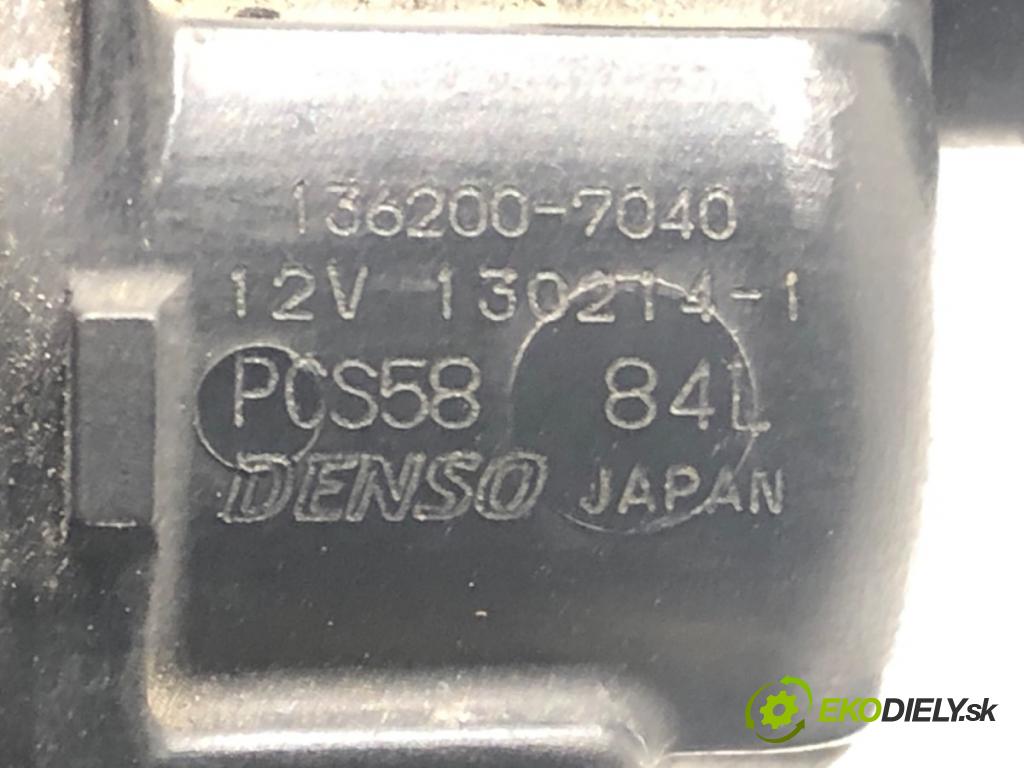 136200-7040
12V 130214-1
PCS58 84L
DENSO JAPAN
EKODIELY.sk